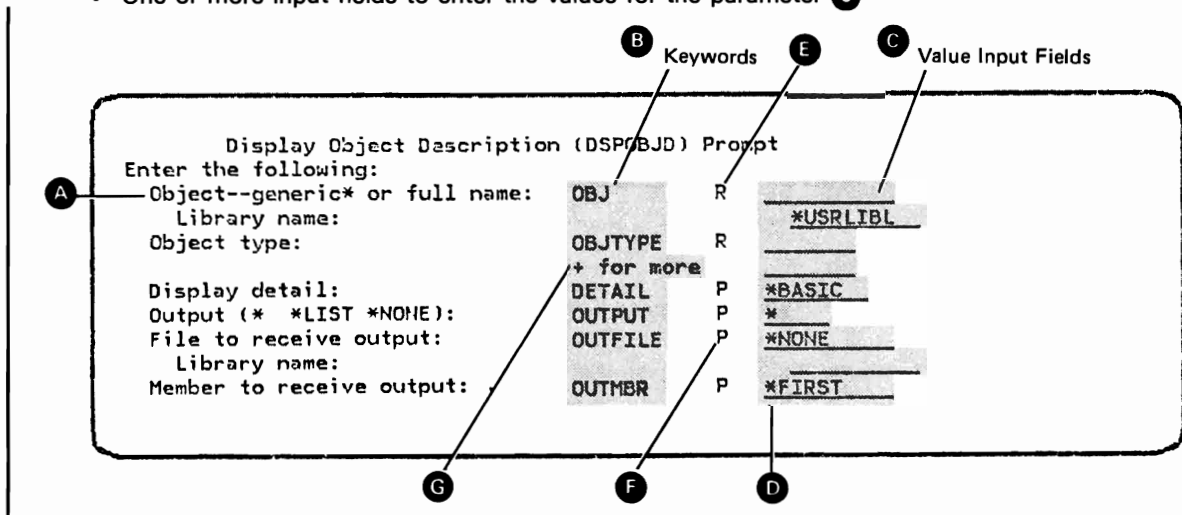 • One or more input fields to enter the values for the parameter C
B Keywords E C Value Input Fields
Display Object Description (DSPOBJD) Prompt
Enter the following:
A Object--generic* or full name: OBJ R
Library name: *USRLIBL
Object type: OBJTYPE R
+ for more
Display detail: DETAIL P *BASIC
Output (* *LIST *NONE): OUTPUT P *
File to receive output: OUTFILE P *NONE
Library name:
Member to receive output: OUTMBR P *FIRST
G F D